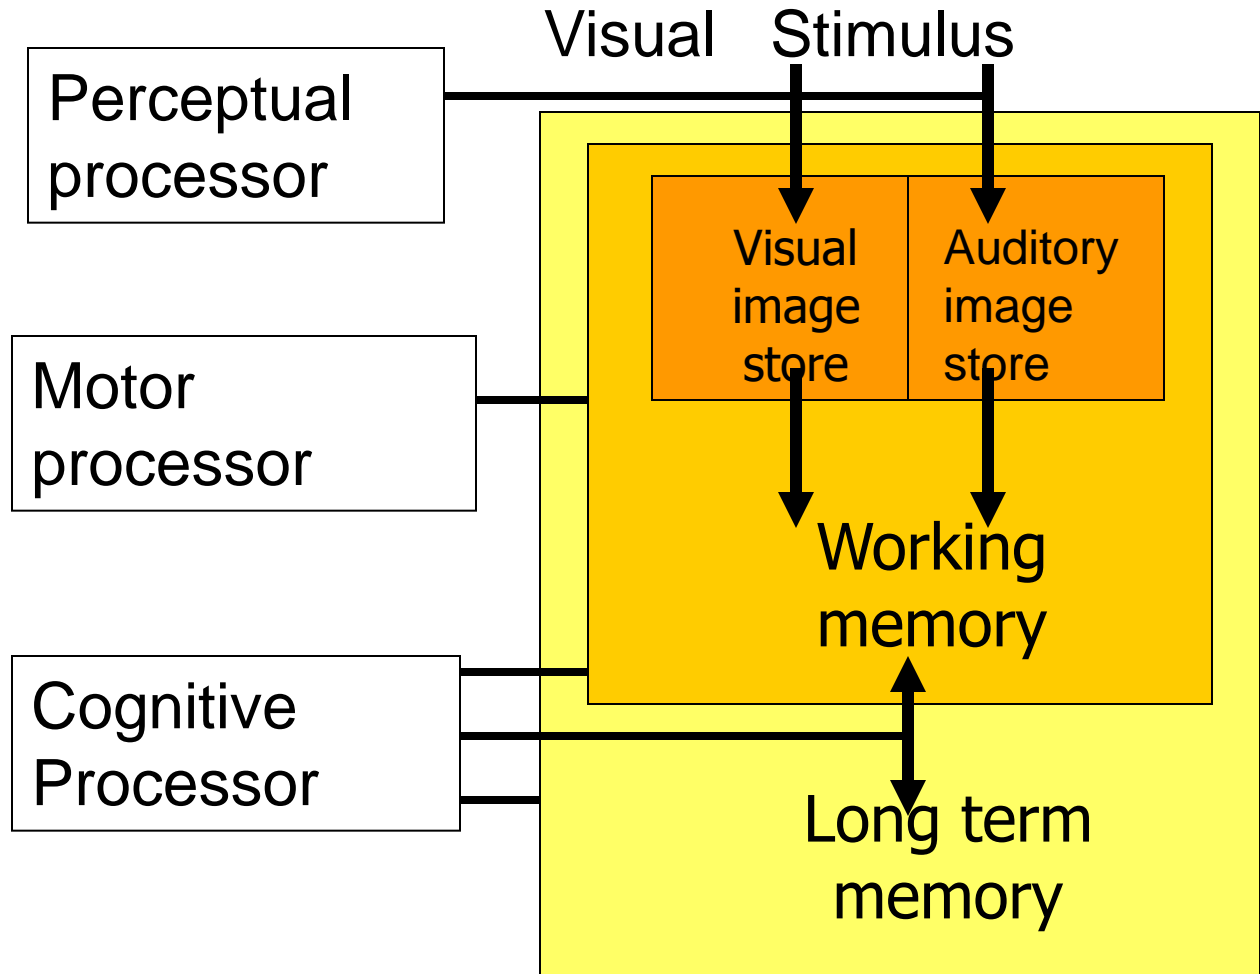 Visual Stimulus
Perceptual
processor
Visual
image
store
Auditory
image
store
Motor
processor
Working
memory
Cognitive
Processor
Long term
memory